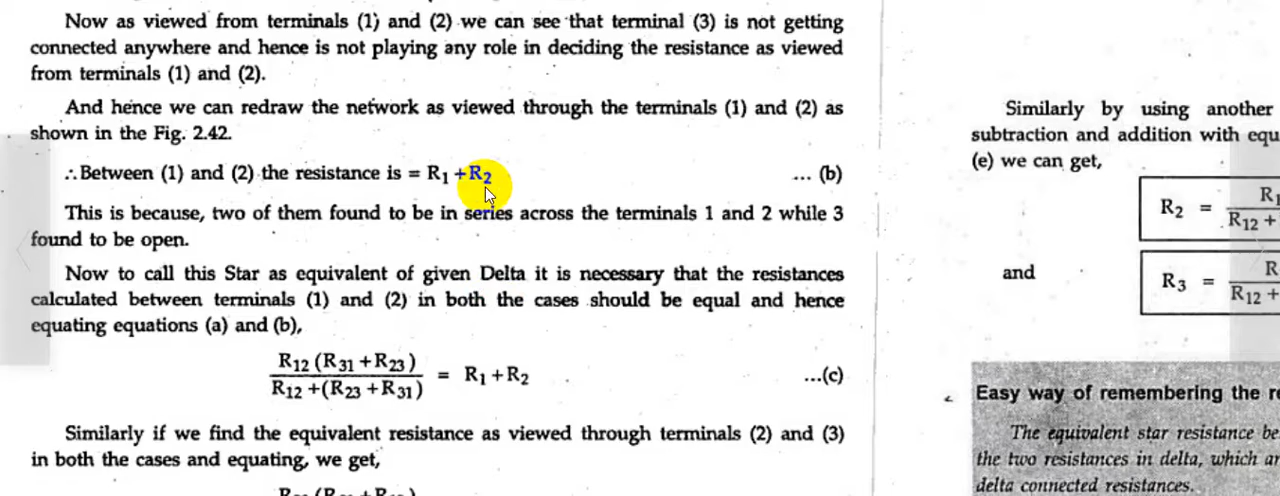 Now as viewed from terminals (1) and (2) we can see that terminal (3) is not getting
connected anywhere and hence is not playing any role in deciding the resistance as viewed
from terminals (1) and (2).
And hence we can redraw the network as viewed through the terminals (1) and (2) as
shown in the Fig. 2.42.
∴ Between (1) and (2) the resistance is = R₁ + R₂ ... (b)
This is because, two of them found to be in series across the terminals 1 and 2 while 3
found to be open.
Now to call this Star as equivalent of given Delta it is necessary that the resistances
calculated between terminals (1) and (2) in both the cases should be equal and hence
equating equations (a) and (b),
R₁₂ (R₃₁ + R₂₃)
R₁₂ + (R₂₃ + R₃₁)
= R₁ + R₂ ...(c)
Similarly if we find the equivalent resistance as viewed through terminals (2) and (3)
in both the cases and equating, we get,
Similarly by using another
subtraction and addition with
(e) we can get,
R₂ =
R₁₂ +
and
R₃ =
R₁₂ +
Easy way of remembering the
The equivalent star resistance
the two resistances in delta, which
delta connected resistances.